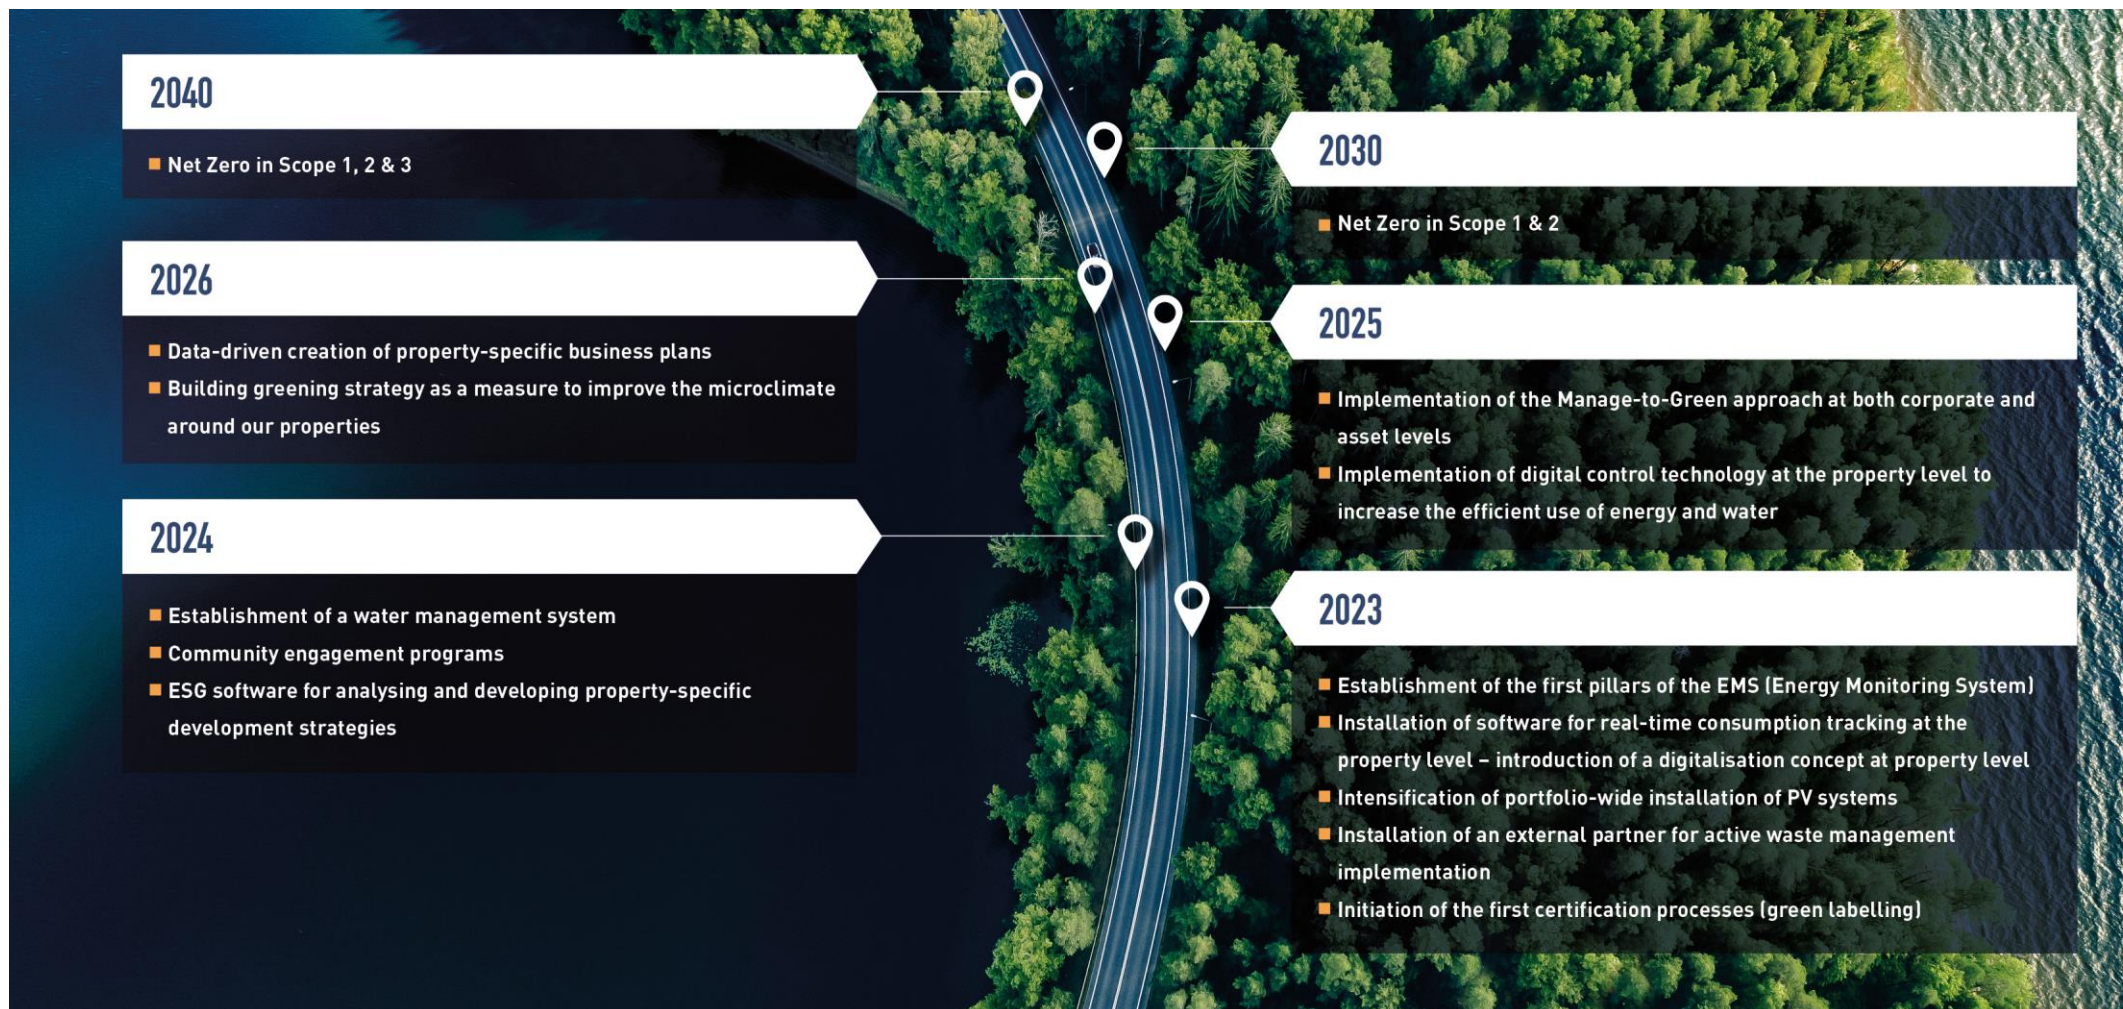 2040
■ Net Zero in Scope 1, 2 & 3
2026
■ Data-driven creation of property-specific business plans
■ Building greening strategy as a measure to improve the microclimate
around our properties
2024
■ Establishment of a water management system
■ Community engagement programs
■ ESG software for analysing and developing property-specific
development strategies
2030
■ Net Zero in Scope 1 & 2
2025
■ Implementation of the Manage-to-Green approach at both corporate and
asset levels
■ Implementation of digital control technology at the property level to
increase the efficient use of energy and water
2023
■ Establishment of the first pillars of the EMS (Energy Monitoring System)
■ Installation of software for real-time consumption tracking at the
property level – introduction of a digitalisation concept at property level
■ Intensification of portfolio-wide installation of PV systems
■ Installation of an external partner for active waste management
implementation
■ Initiation of the first certification processes (green labelling)